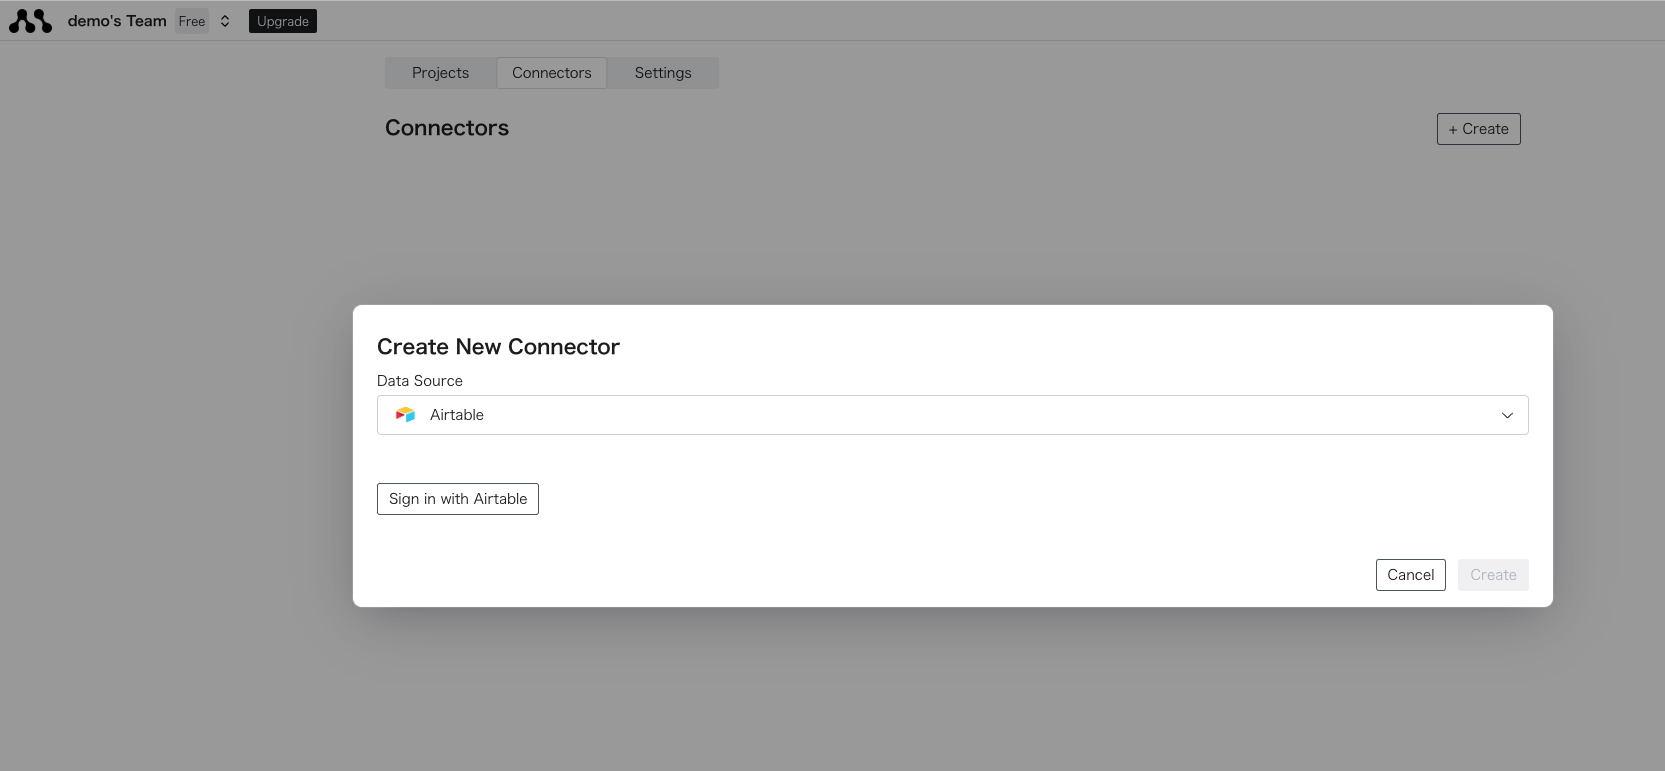 demo's Team Free Upgrade
Projects Connectors Settings
Connectors
+ Create
Create New Connector
Data Source
Airtable
Sign in with Airtable
Cancel Create